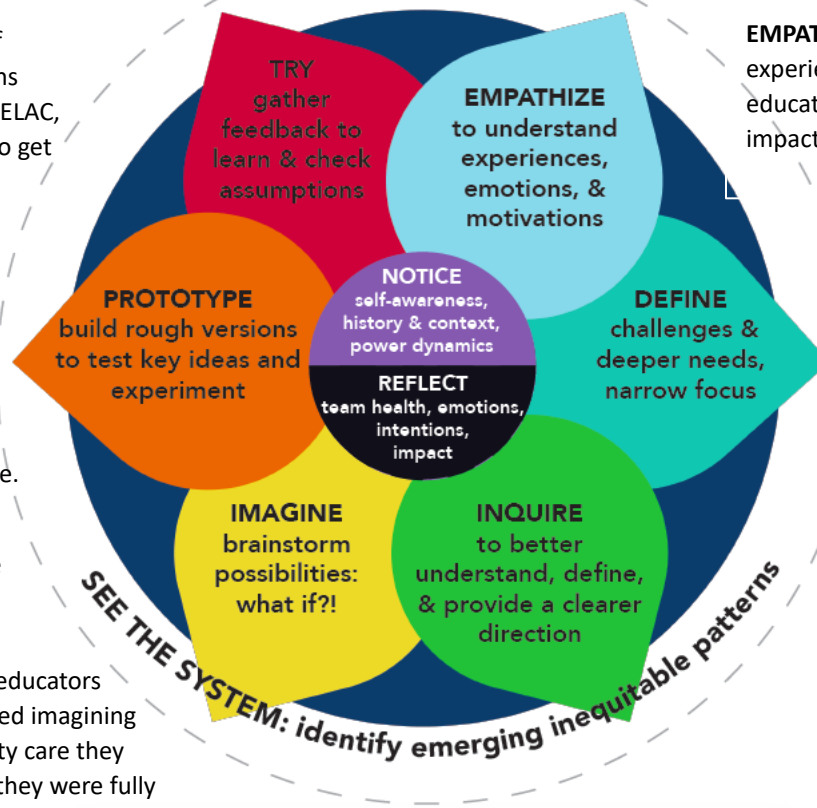 ELAC,
o get
TRY
gather
feedback to
learn & check
assumptions
EMPATHIZE
to understand
experiences,
emotions, &
motivations
experie
educat
impact
PROTOTYPE
build rough versions
to test key ideas and
experiment
NOTICE
self-awareness,
history & context,
power dynamics
REFLECT
team health, emotions,
intentions,
impact
DEFINE
challenges &
deeper needs,
narrow focus
IMAGINE
brainstorm
possibilities:
what if?!
INQUIRE
to better
understand, define,
& provide a clearer
direction
SEE THE SYSTEM: identify emerging inequitable patterns
educators
ed imagining
ty care they
they were fully